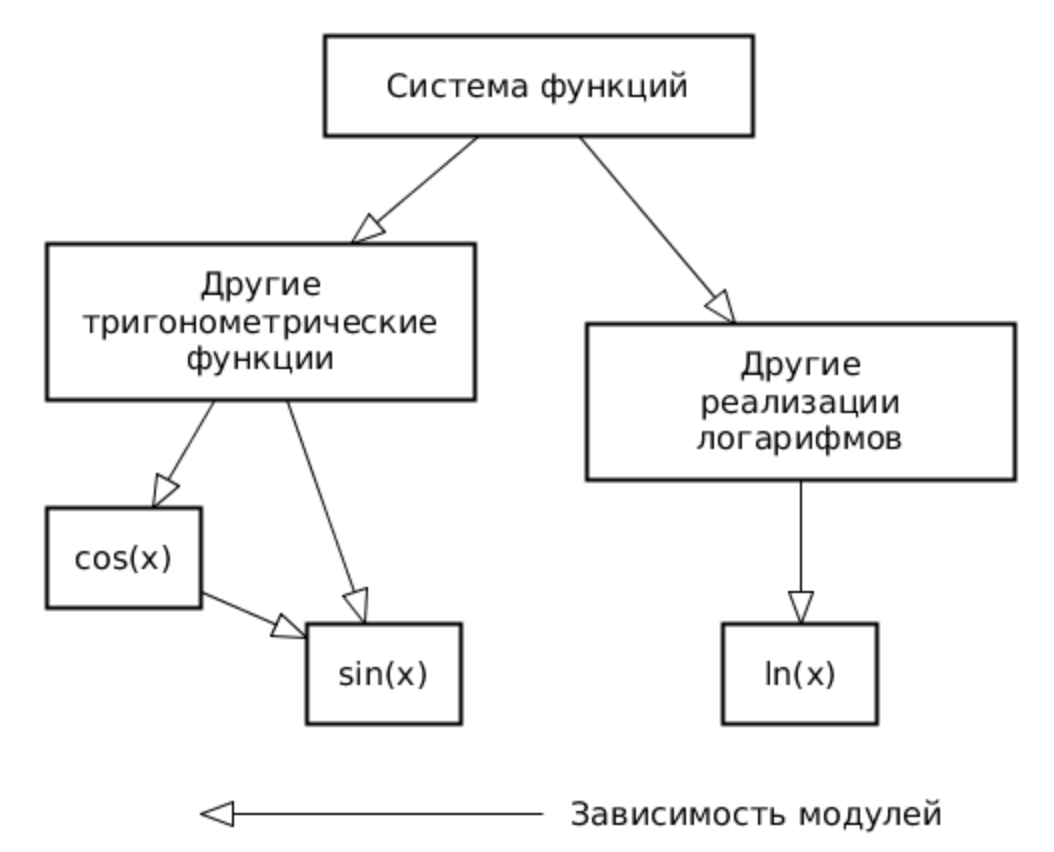 Система функций
Другие
тригонометрические
функции
Другие
реализации
логарифмов
cos(x)
sin(x)
ln(x)
Зависимость модулей